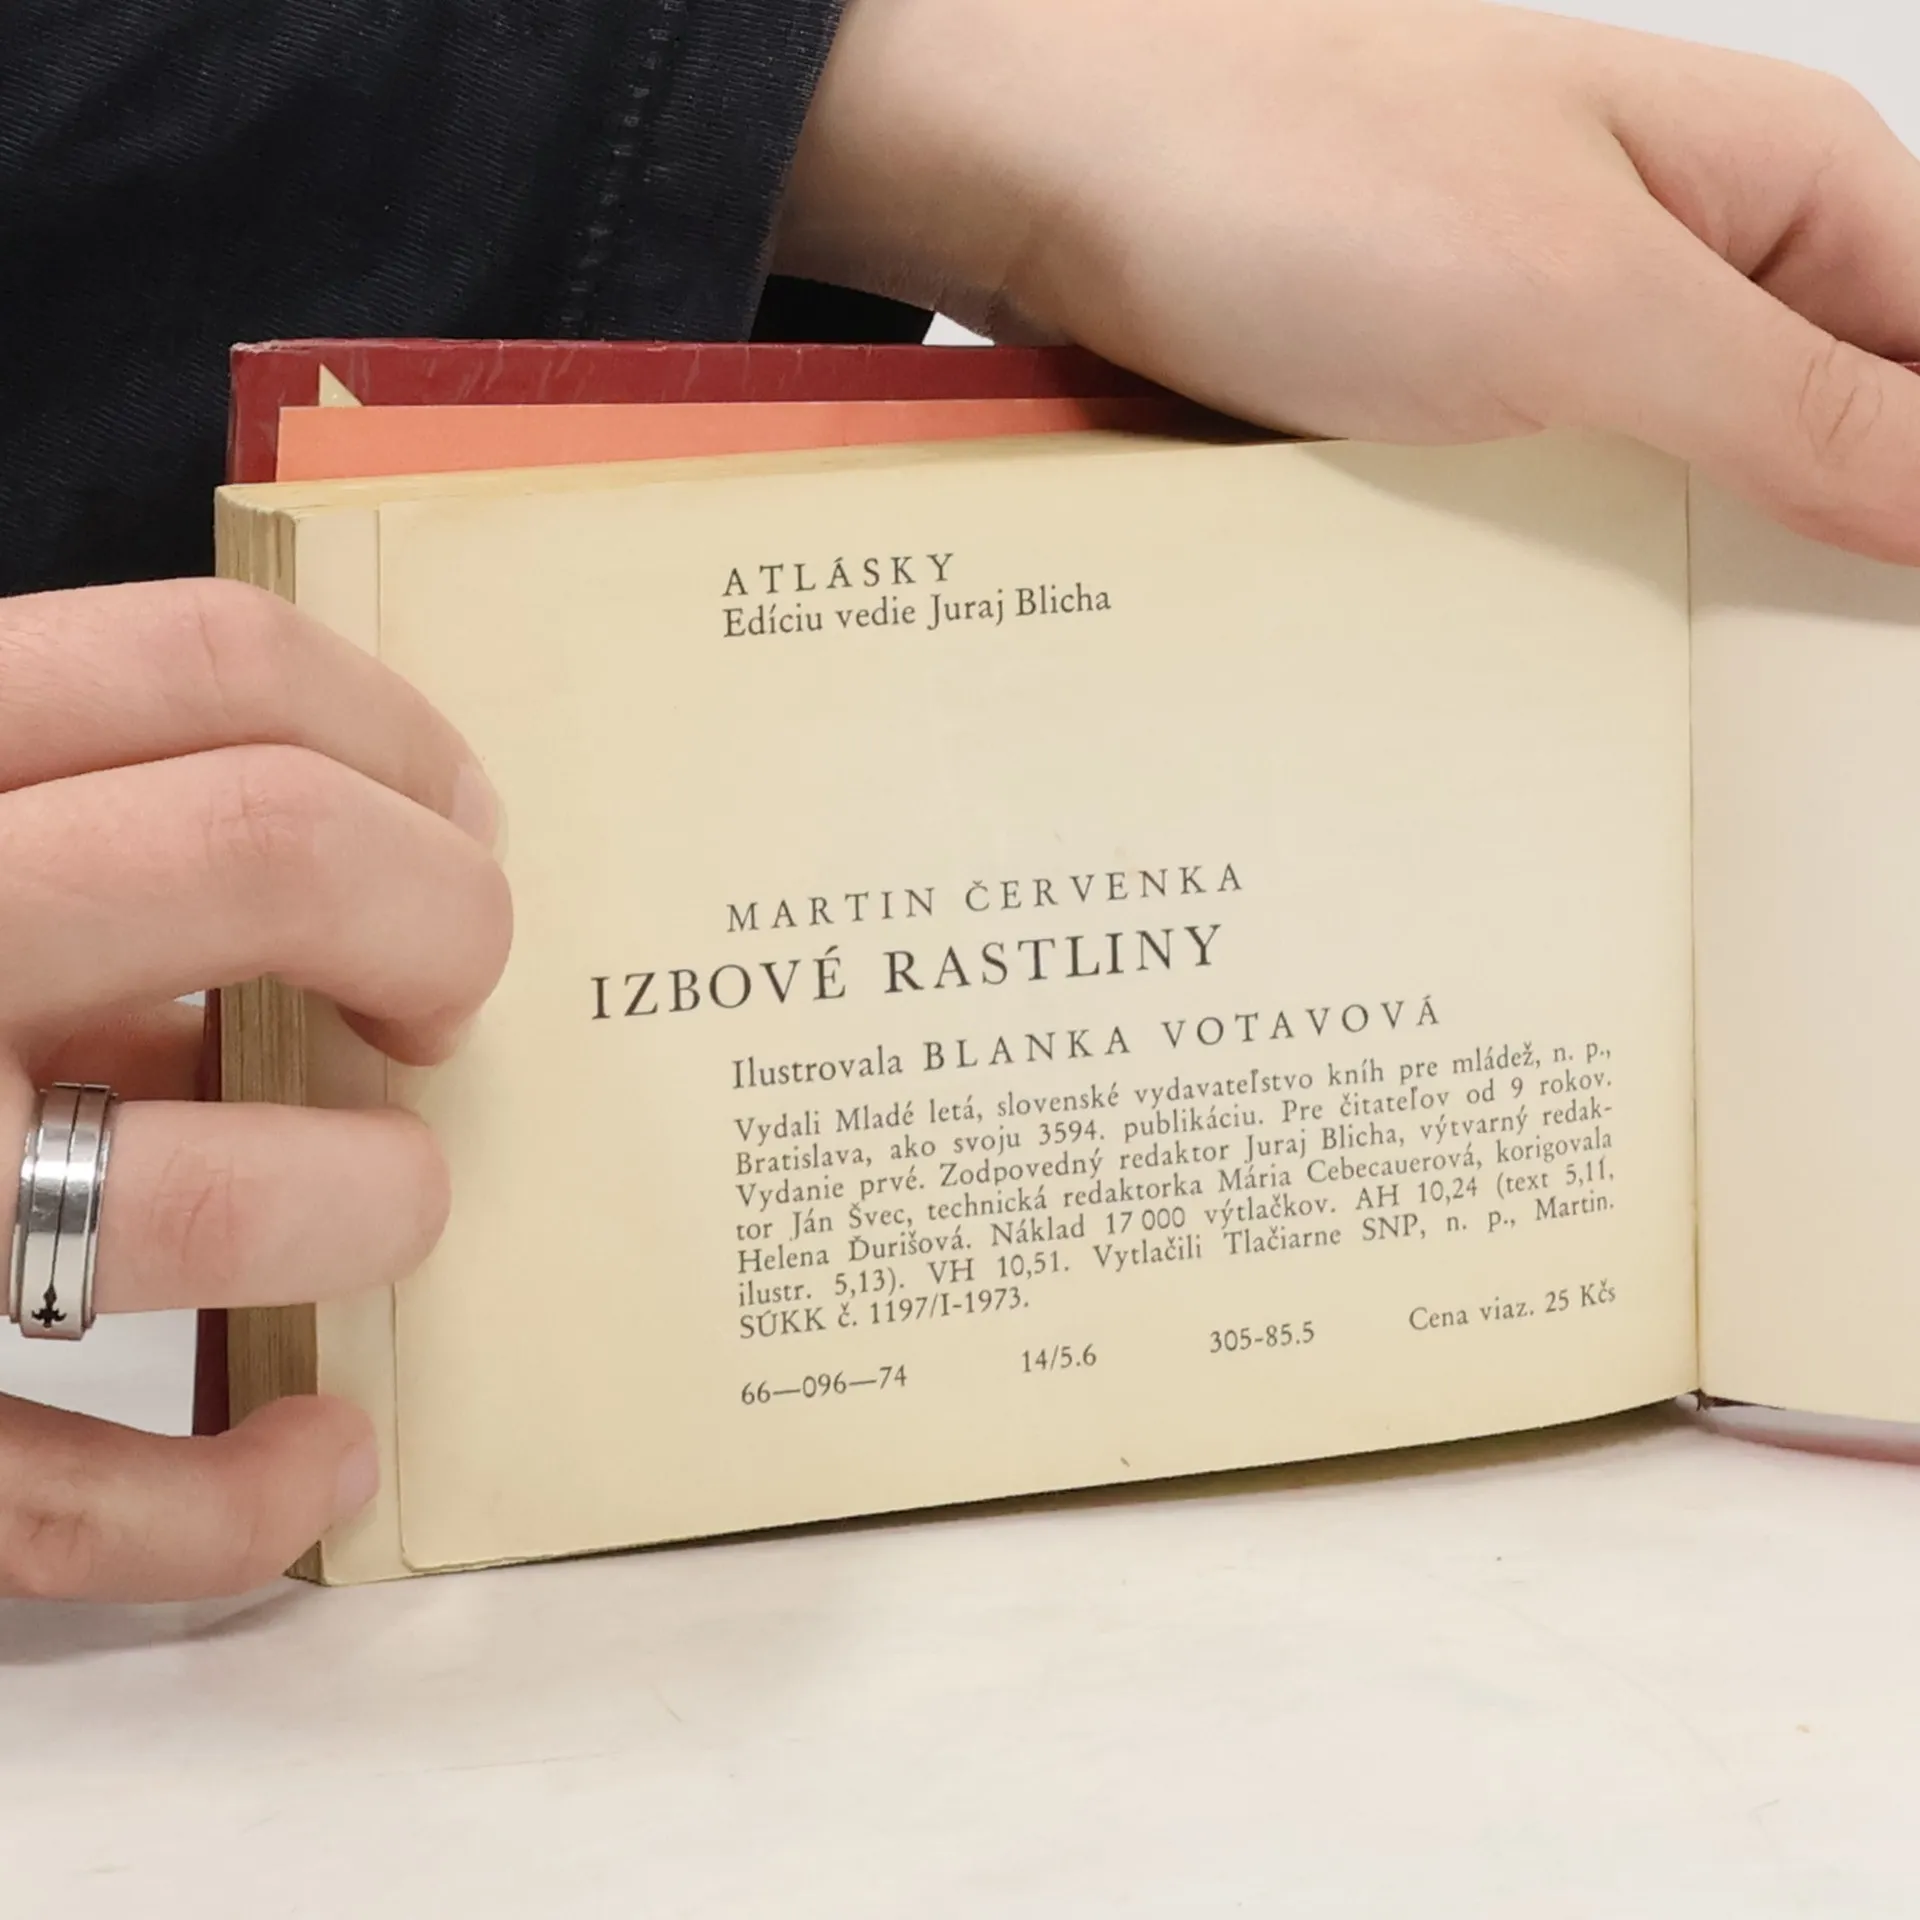 ATLÁSKY
Edíciu vedie Juraj Blicha
MARTIN ČERVENKA
IZBOVÉ RASTLINY
Ilustrovala BLANKA VOTAVOVÁ
Vydali Mladé letá, slovenské vydavateľstvo kníh pre mládež, n. p.,
Bratislava, ako svoju 3594. publikáciu. Pre čitateľov od 9 rokov.
Vydanie prvé. Zodpovedný redaktor Juraj Blicha, výtvarný redak-
tor Ján Švec, technická redaktorka Mária Cebecauerová, korigovala
Helena Ďurišová. Náklad 17 000 výtlačkov. AH 10,24 (text 5,11,
ilustr. 5,13). VH 10,51. Vytlačili Tlačiarne SNP, n. p., Martin.
SÚKK č. 1197/I-1973.
66—096—74 14/5.6 305-85.5 Cena viaz. 25 Kčs